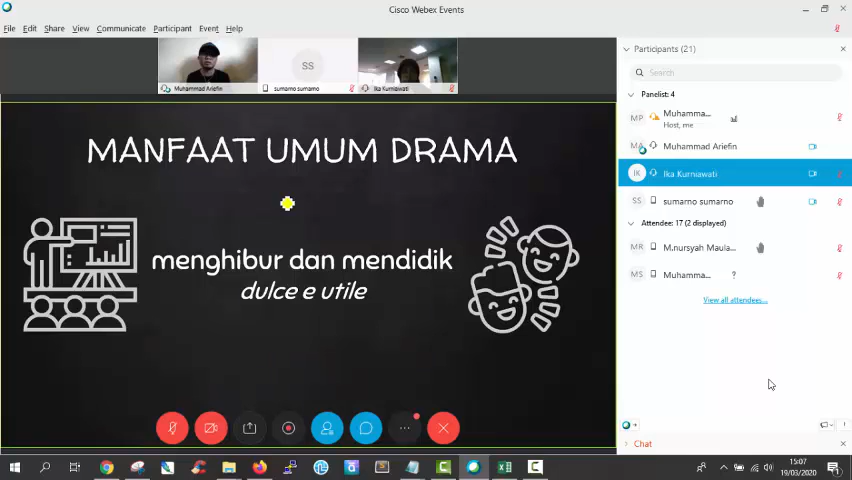 Cisco Webex Events
File Edit Share View Communicate Participant Event Help
Muhammad Ariefin
SS
sumarno sumarno
Ika Kurniawati
MANFAAT UMUM DRAMA
menghibur dan mendidik
dulce e utile
Participants (21)
Search
Panelist: 4
MP Muhamma...
Host, me
MA Muhammad Ariefin
IK Ika Kurniawati
SS sumarno sumarno
Attendee: 17 (2 displayed)
MR M.nursyah Maula...
MS Muhamma... ?
View all attendees...
Chat
15:07
19/03/2020